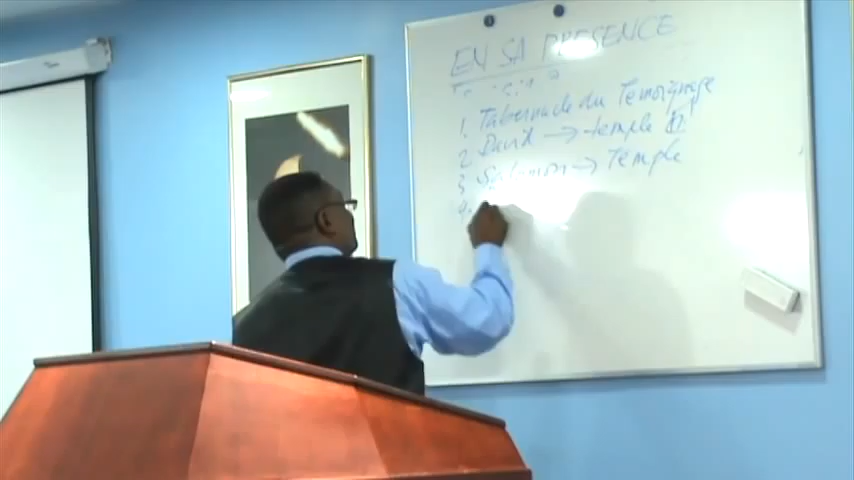 EN SA PRESENCE
1. Tabernacle du Temoignage
2 David → temple
3 Salomon → Temple
4.